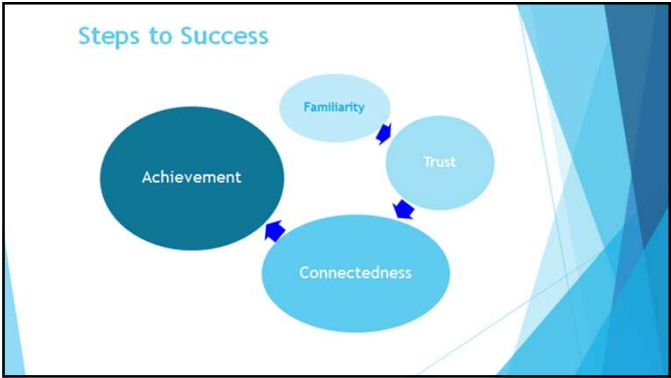 Steps to Success
Familiarity
Trust
Connectedness
Achievement